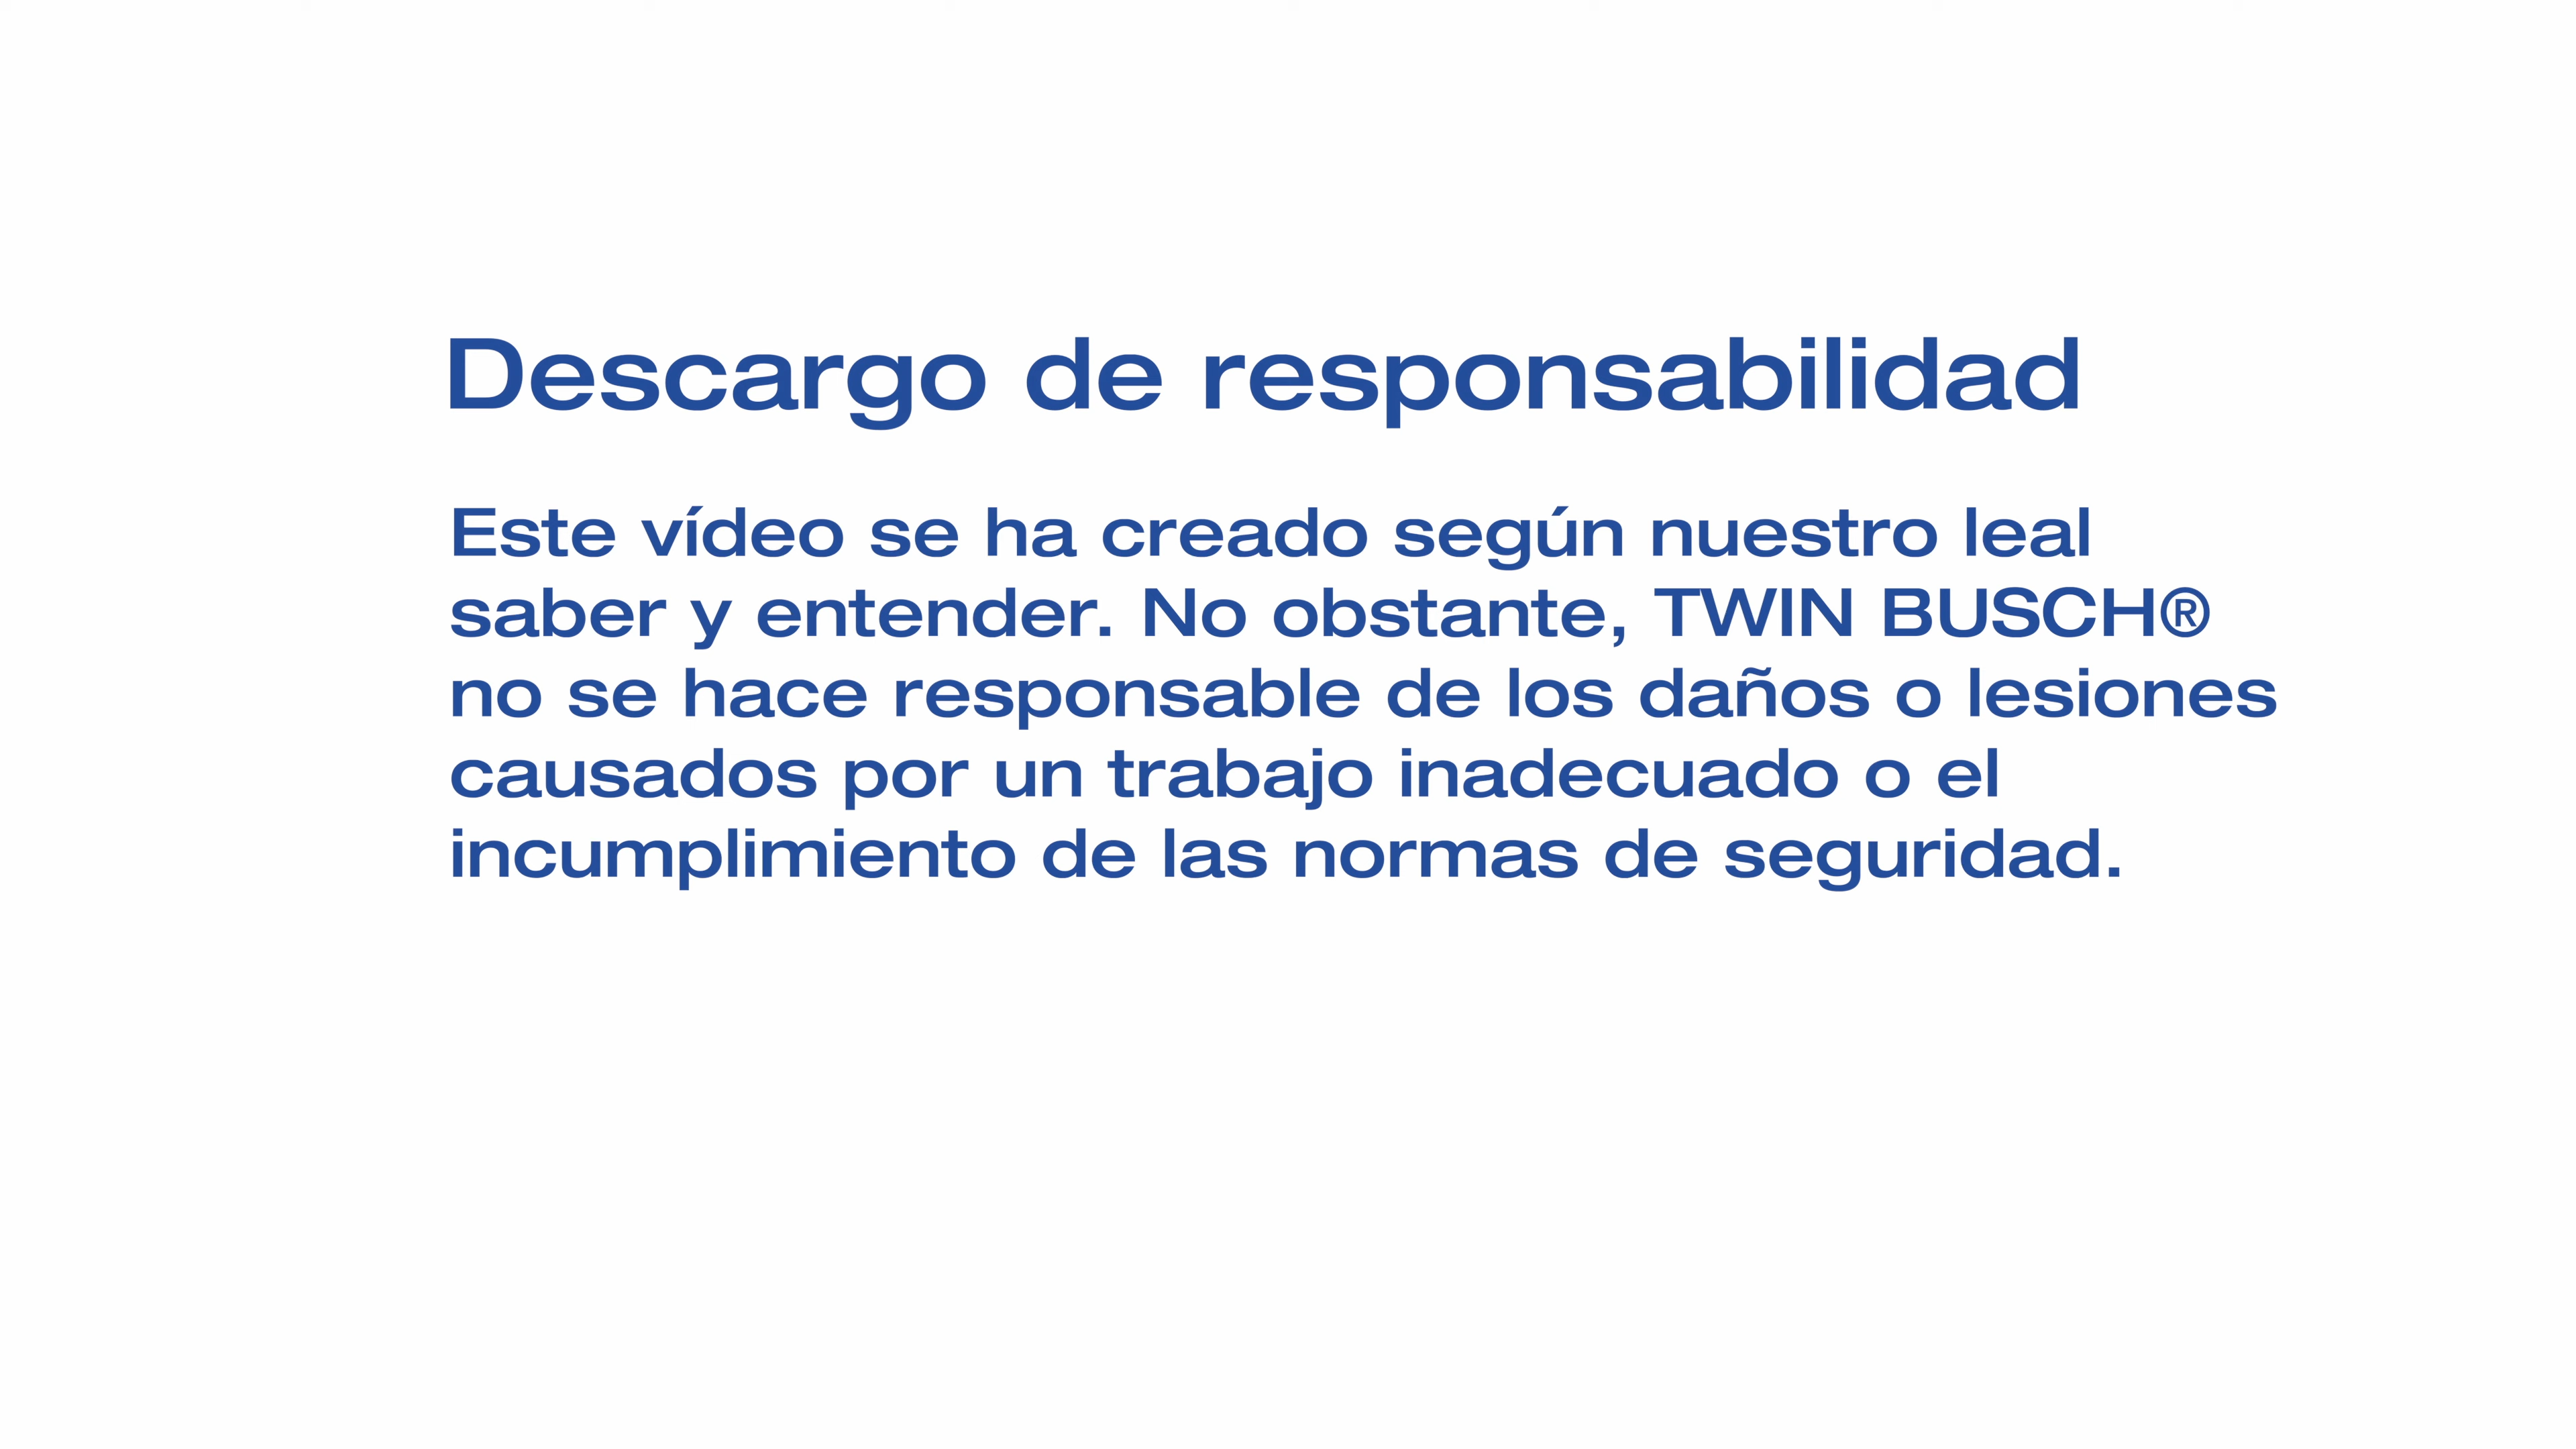 Descargo de responsabilidad
Este vídeo se ha creado según nuestro leal
saber y entender. No obstante, TWIN BUSCH®
no se hace responsable de los daños o lesiones
causados por un trabajo inadecuado o el
incumplimiento de las normas de seguridad.